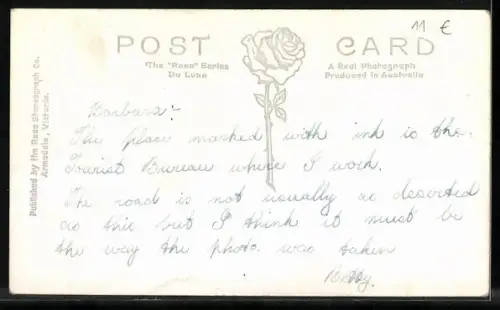 11 €
POST CARD
"The "Rose" Series
De Luxe
A Real Photograph
Produced in Australia
Published by the Rose Stereograph Co.
Armadale, Victoria.
Barbara:-
The place marked with ink is the
Tourist Bureau where I work.
The road is not usually as deserted
as this but I think it must be
the way the photo. was taken